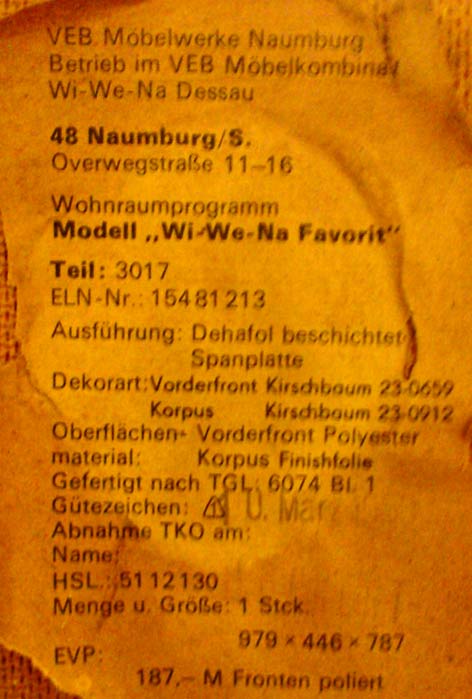 VEB Möbelwerke Naumburg
Betrieb im VEB Möbelkombinat
Wi-We-Na Dessau
48 Naumburg/S.
Overwegstraße 11–16
Wohnraumprogramm
Modell „Wi-We-Na Favorit“
Teil: 3017
ELN-Nr.: 15481213
Ausführung: Dehafol beschichtet
Spanplatte
Dekorart: Vorderfront Kirschbaum 23-0659
Korpus Kirschbaum 23-0912
Oberflächen- Vorderfront Polyester
material: Korpus Finishfolie
Gefertigt nach TGL: 6074 Bl. 1
Gütezeichen: 0. März
Abnahme TKO am:
Name:
HSL.: 5112130
Menge u. Größe: 1 Stck.
979 × 446 × 787
EVP:
187.– M Fronten poliert